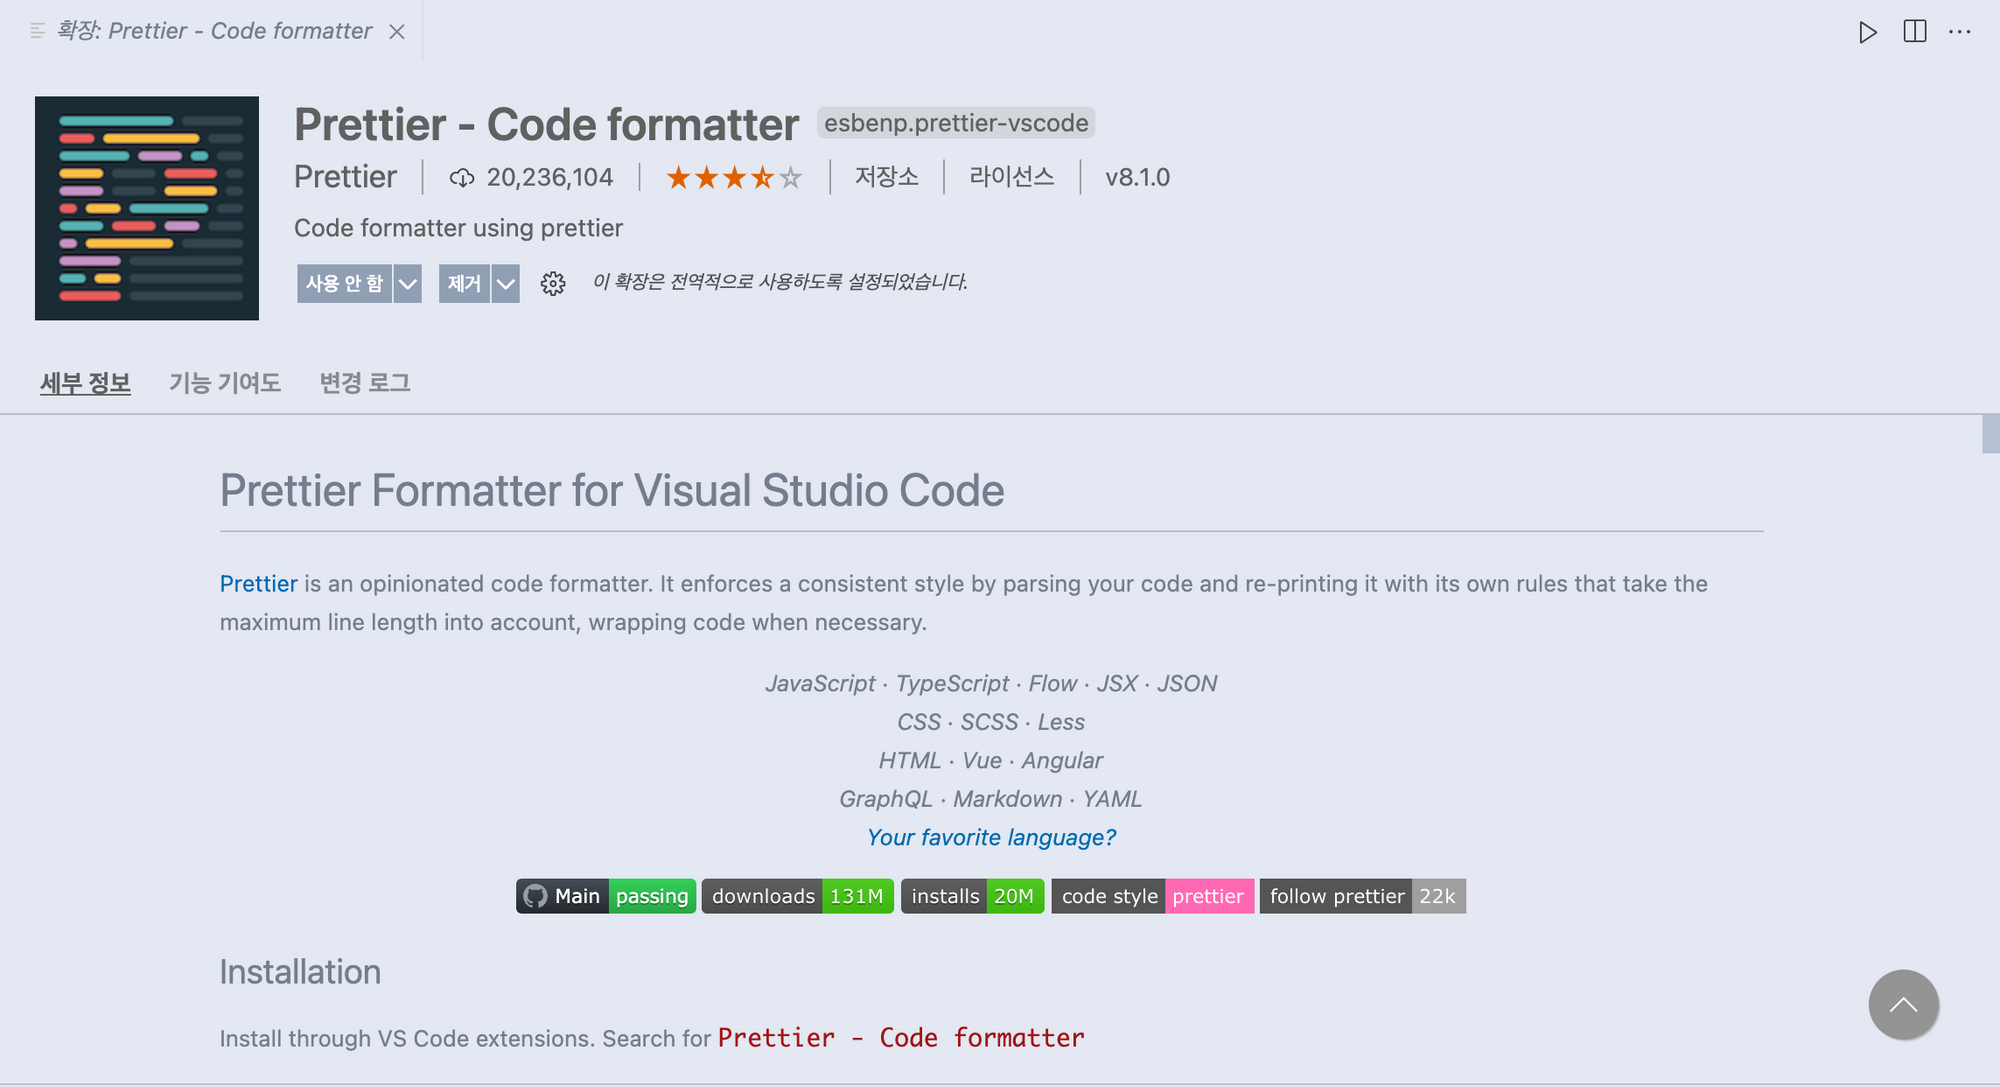 확장: Prettier - Code formatter
Prettier - Code formatter esbenp.prettier-vscode
Prettier 20,236,104 저장소 라이선스 v8.1.0
Code formatter using prettier
사용 안 함 제거 이 확장은 전역적으로 사용하도록 설정되었습니다.
세부 정보 기능 기여도 변경 로그
Prettier Formatter for Visual Studio Code
Prettier is an opinionated code formatter. It enforces a consistent style by parsing your code and re-printing it with its own rules that take the
maximum line length into account, wrapping code when necessary.
JavaScript · TypeScript · Flow · JSX · JSON
CSS · SCSS · Less
HTML · Vue · Angular
GraphQL · Markdown · YAML
Your favorite language?
Main passing downloads 131M installs 20M code style prettier follow prettier 22k
Installation
Install through VS Code extensions. Search for Prettier - Code formatter